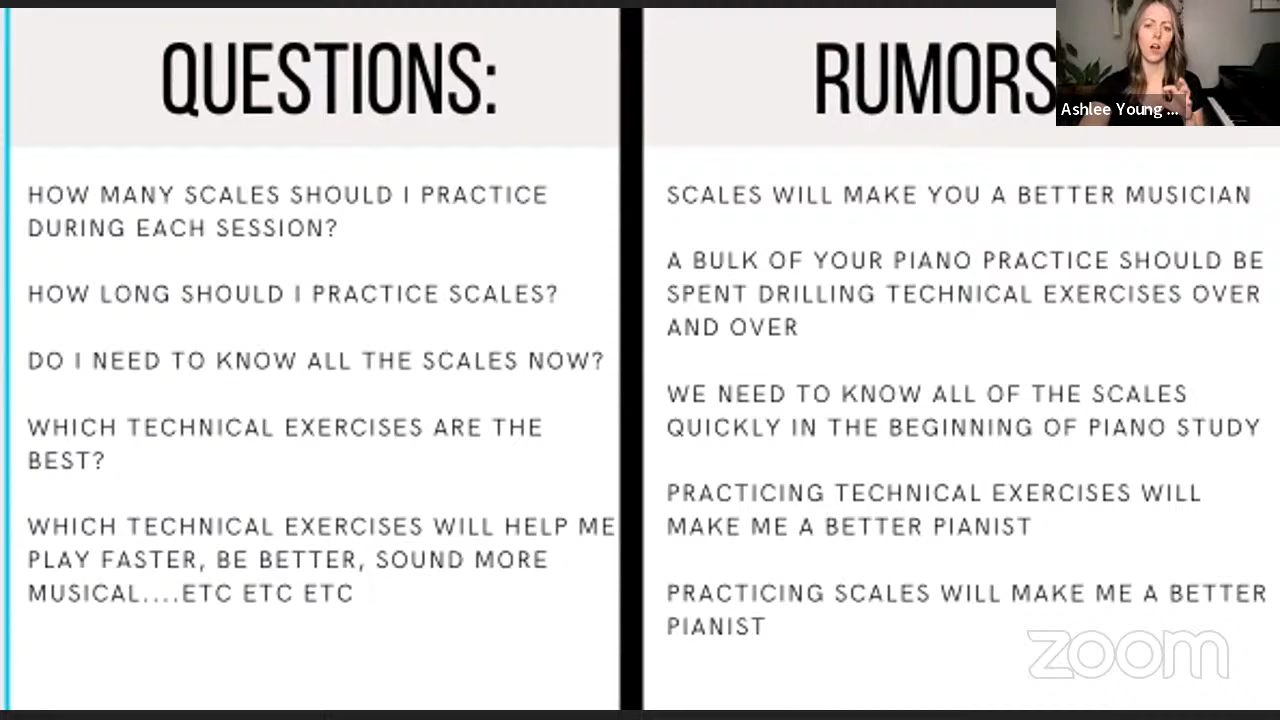 QUESTIONS:
HOW MANY SCALES SHOULD I PRACTICE
DURING EACH SESSION?
HOW LONG SHOULD I PRACTICE SCALES?
DO I NEED TO KNOW ALL THE SCALES NOW?
WHICH TECHNICAL EXERCISES ARE THE
BEST?
WHICH TECHNICAL EXERCISES WILL HELP ME
PLAY FASTER, BE BETTER, SOUND MORE
MUSICAL....ETC ETC ETC
RUMORS
SCALES WILL MAKE YOU A BETTER MUSICIAN
A BULK OF YOUR PIANO PRACTICE SHOULD BE
SPENT DRILLING TECHNICAL EXERCISES OVER
AND OVER
WE NEED TO KNOW ALL OF THE SCALES
QUICKLY IN THE BEGINNING OF PIANO STUDY
PRACTICING TECHNICAL EXERCISES WILL
MAKE ME A BETTER PIANIST
PRACTICING SCALES WILL MAKE ME A BETTER
PIANIST
Ashlee Young ...
zoom